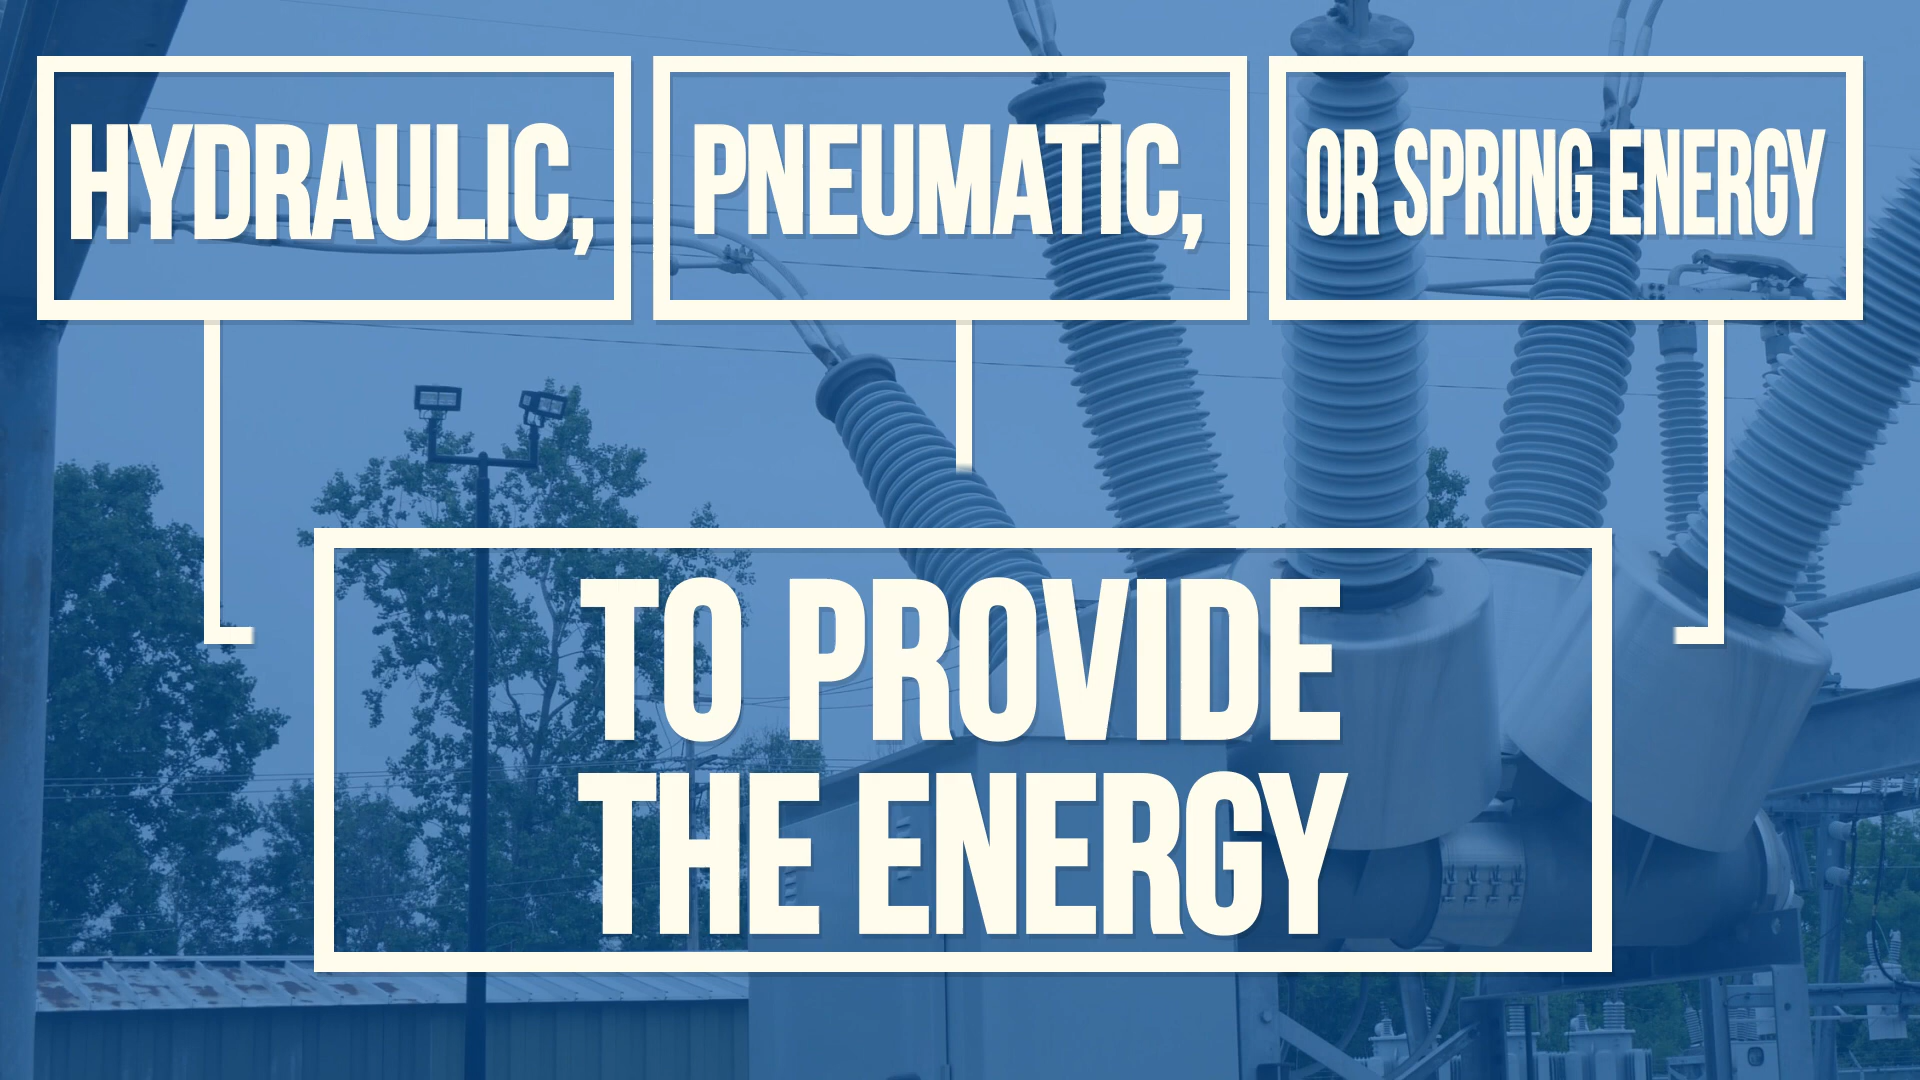 HYDRAULIC,
PNEUMATIC,
OR SPRING ENERGY
TO PROVIDE
THE ENERGY